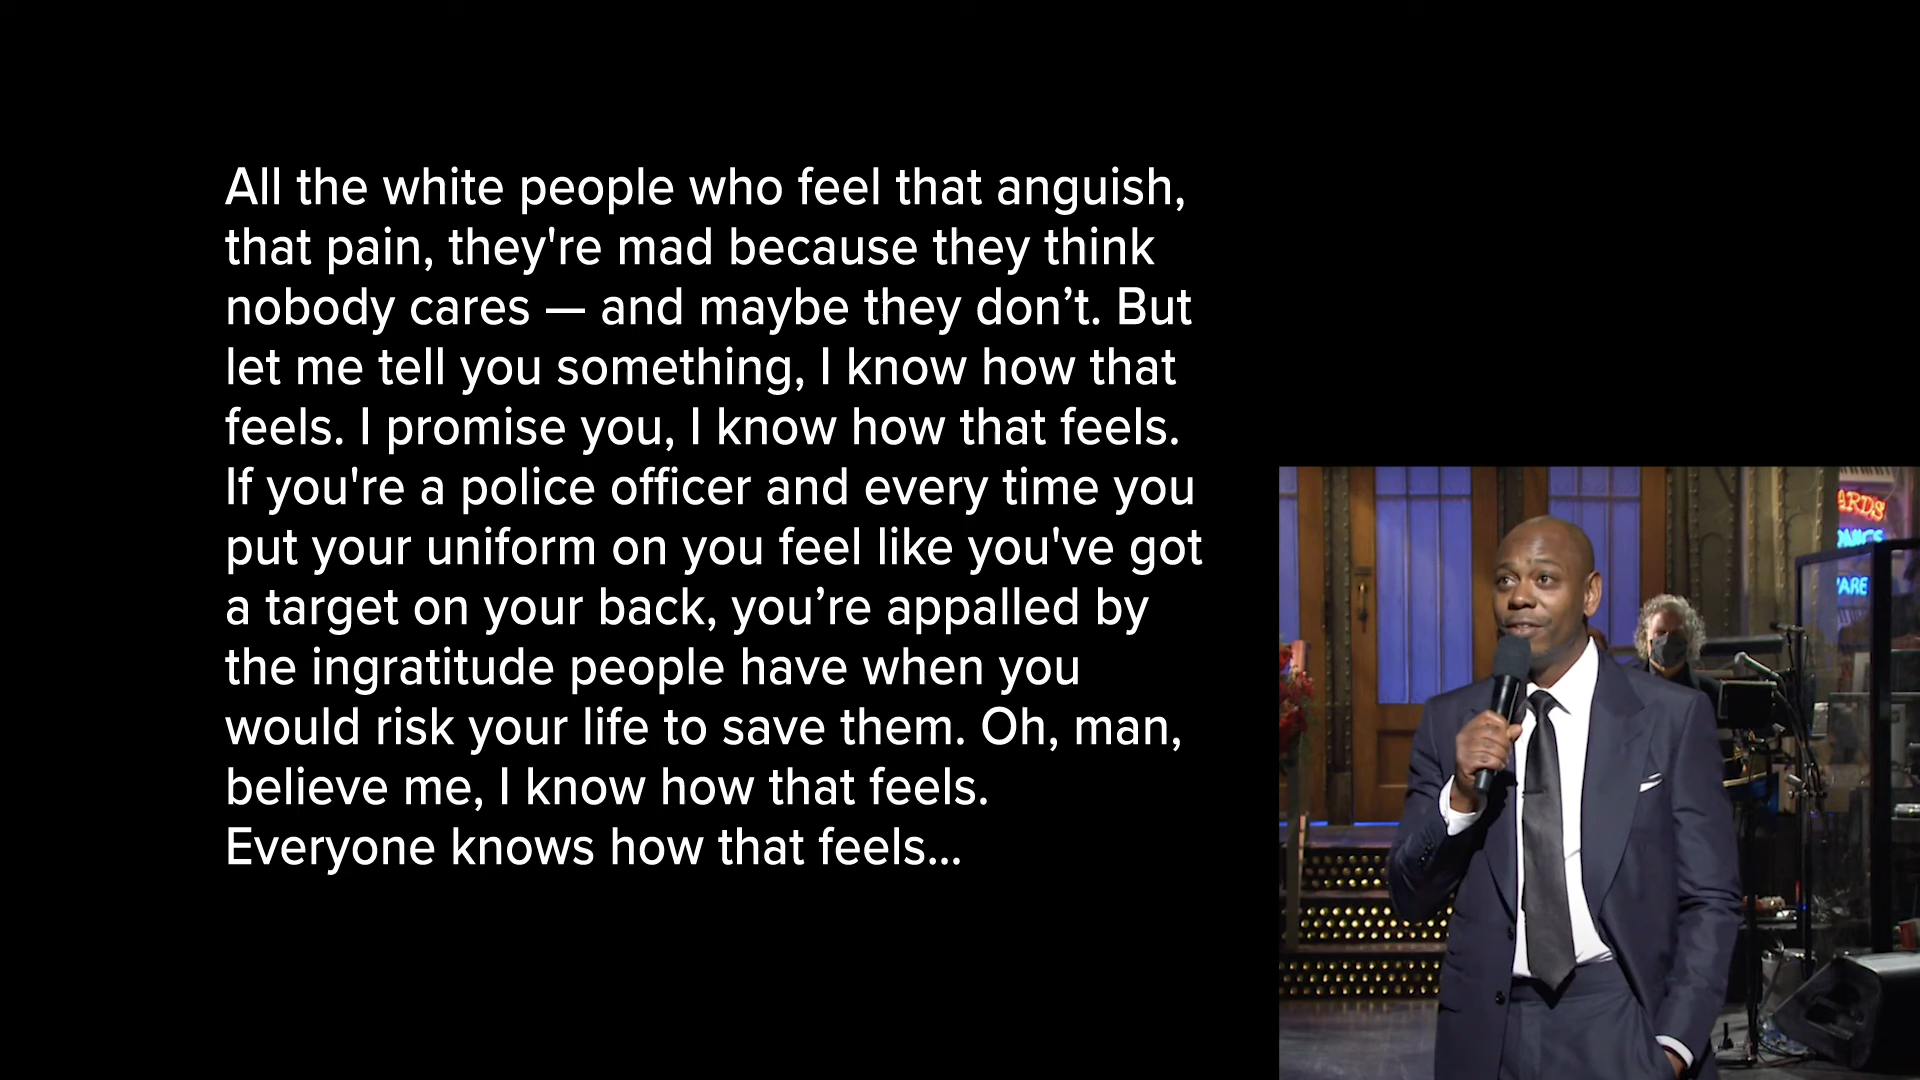 All the white people who feel that anguish,
that pain, they're mad because they think
nobody cares — and maybe they don’t. But
let me tell you something, I know how that
feels. I promise you, I know how that feels.
If you're a police officer and every time you
put your uniform on you feel like you've got
a target on your back, you’re appalled by
the ingratitude people have when you
would risk your life to save them. Oh, man,
believe me, I know how that feels.
Everyone knows how that feels...
ARDS
ARE